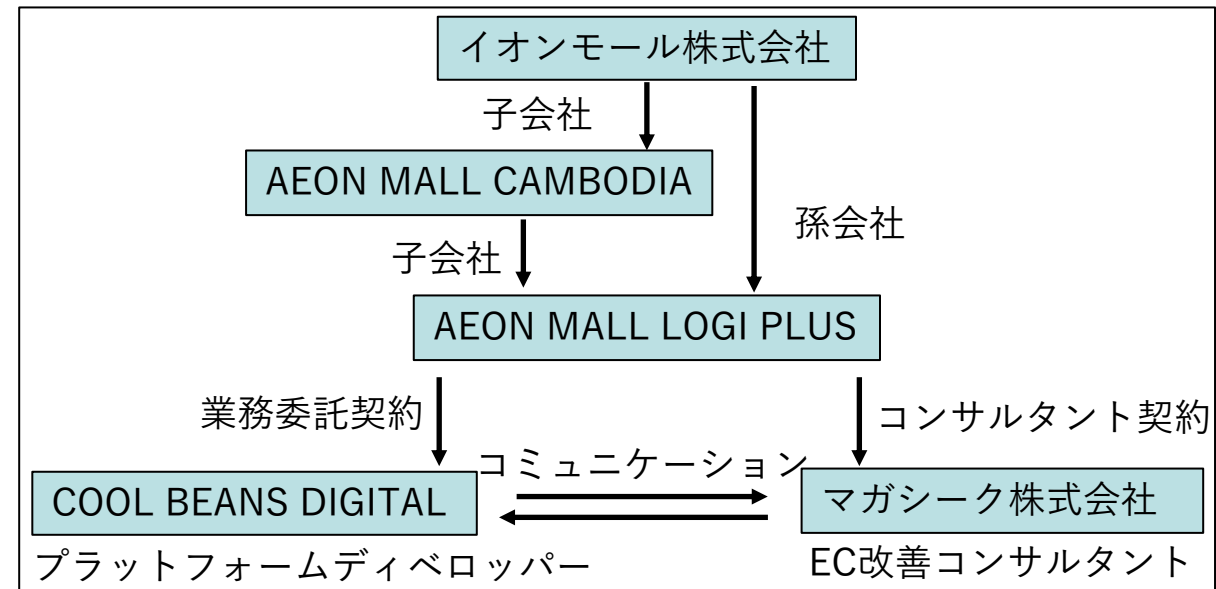 イオンモール株式会社
子会社
AEON MALL CAMBODIA
孫会社
子会社
AEON MALL LOGI PLUS
業務委託契約
コンサルタント契約
コミュニケーション
COOL BEANS DIGITAL
マガシーク株式会社
プラットフォームディベロッパー
EC改善コンサルタント